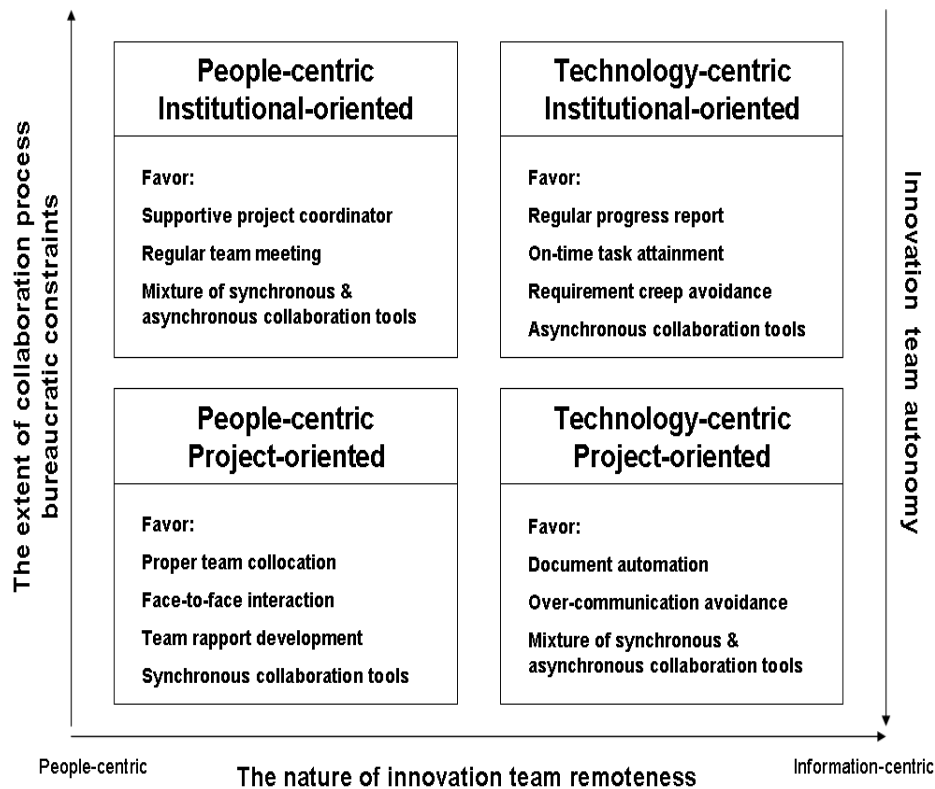 The extent of collaboration process
bureaucratic constraints
People-centric
Institutional-oriented
Favor:
Supportive project coordinator
Regular team meeting
Mixture of synchronous &
asynchronous collaboration tools
Technology-centric
Institutional-oriented
Favor:
Regular progress report
On-time task attainment
Requirement creep avoidance
Asynchronous collaboration tools
People-centric
Project-oriented
Favor:
Proper team collocation
Face-to-face interaction
Team rapport development
Synchronous collaboration tools
Technology-centric
Project-oriented
Favor:
Document automation
Over-communication avoidance
Mixture of synchronous &
asynchronous collaboration tools
Innovation team autonomy
People-centric
The nature of innovation team remoteness
Information-centric